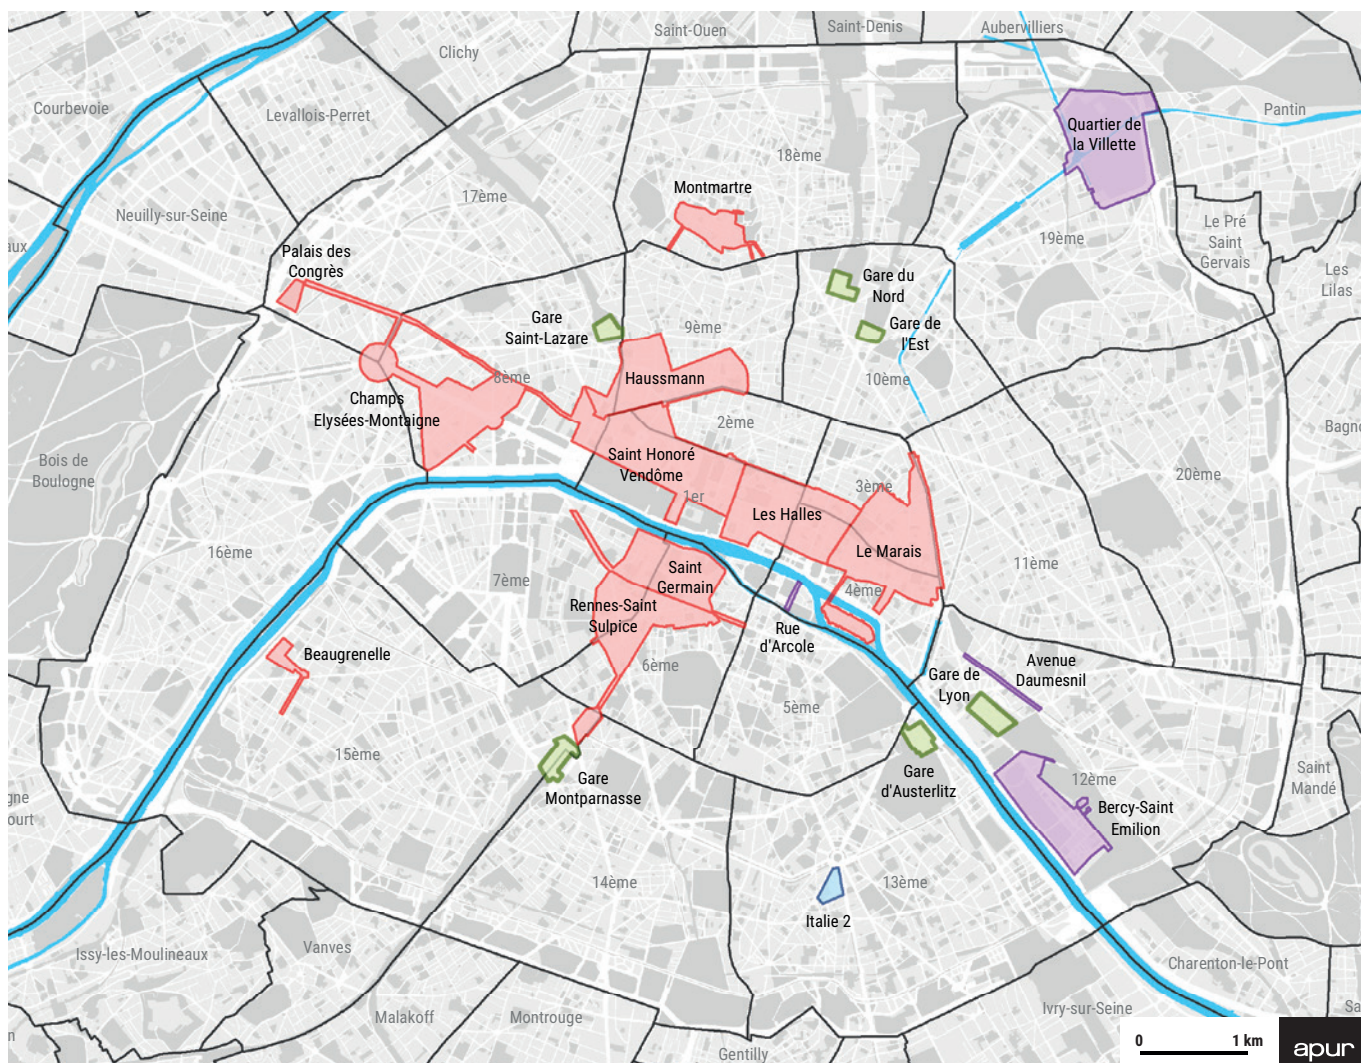 Saint-Ouen
Saint-Denis
Aubervilliers
Clichy
Courbevoie
Levallois-Perret
Pantin
Quartier de
la Villette
18ème
17ème
Montmartre
Neuilly-sur-Seine
Le Pré
Saint
Gervais
19ème
Palais des
Congrès
Les
Lilas
Gare du
Nord
Gare
Saint-Lazare
9ème
Gare de
l'Est
10ème
8ème
Haussmann
Champs
Elysées-Montaigne
2ème
Bois de
Boulogne
Saint Honoré
Vendôme
1er
3ème
20ème
Les Halles
Le Marais
16ème
11ème
7ème
Saint
Germain
4ème
Rennes-Saint
Sulpice
Rue
d'Arcole
Beaugrenelle
6ème
Avenue
Daumesnil
Gare de
Lyon
5ème
15ème
Gare
Montparnasse
Gare
d'Austerlitz
12ème
Saint
Mandé
Bercy-Saint
Emilion
14ème
13ème
Italie 2
Issy-les-Moulineaux
Vanves
Charenton-le-Pont
Malakoff
Montrouge
Ivry-sur-Seine
Gentilly
0 1 km
apur